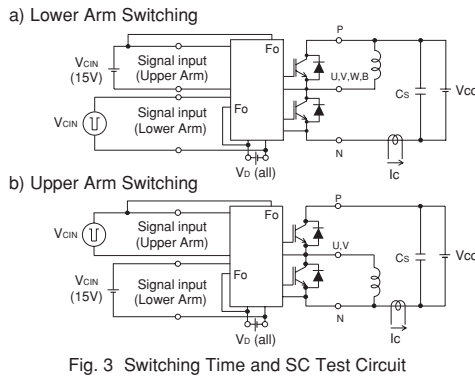 a) Lower Arm Switching
P
Fo
VCIN
(15V)
Signal input
(Upper Arm)
U,V,W,B
CS
VCC
VCIN
Signal input
(Lower Arm)
Fo
VD (all)
N
Ic
b) Upper Arm Switching
P
Fo
VCIN
Signal input
(Upper Arm)
U,V
CS
VCC
VCIN
(15V)
Signal input
(Lower Arm)
Fo
VD (all)
N
Ic
Fig. 3 Switching Time and SC Test Circuit